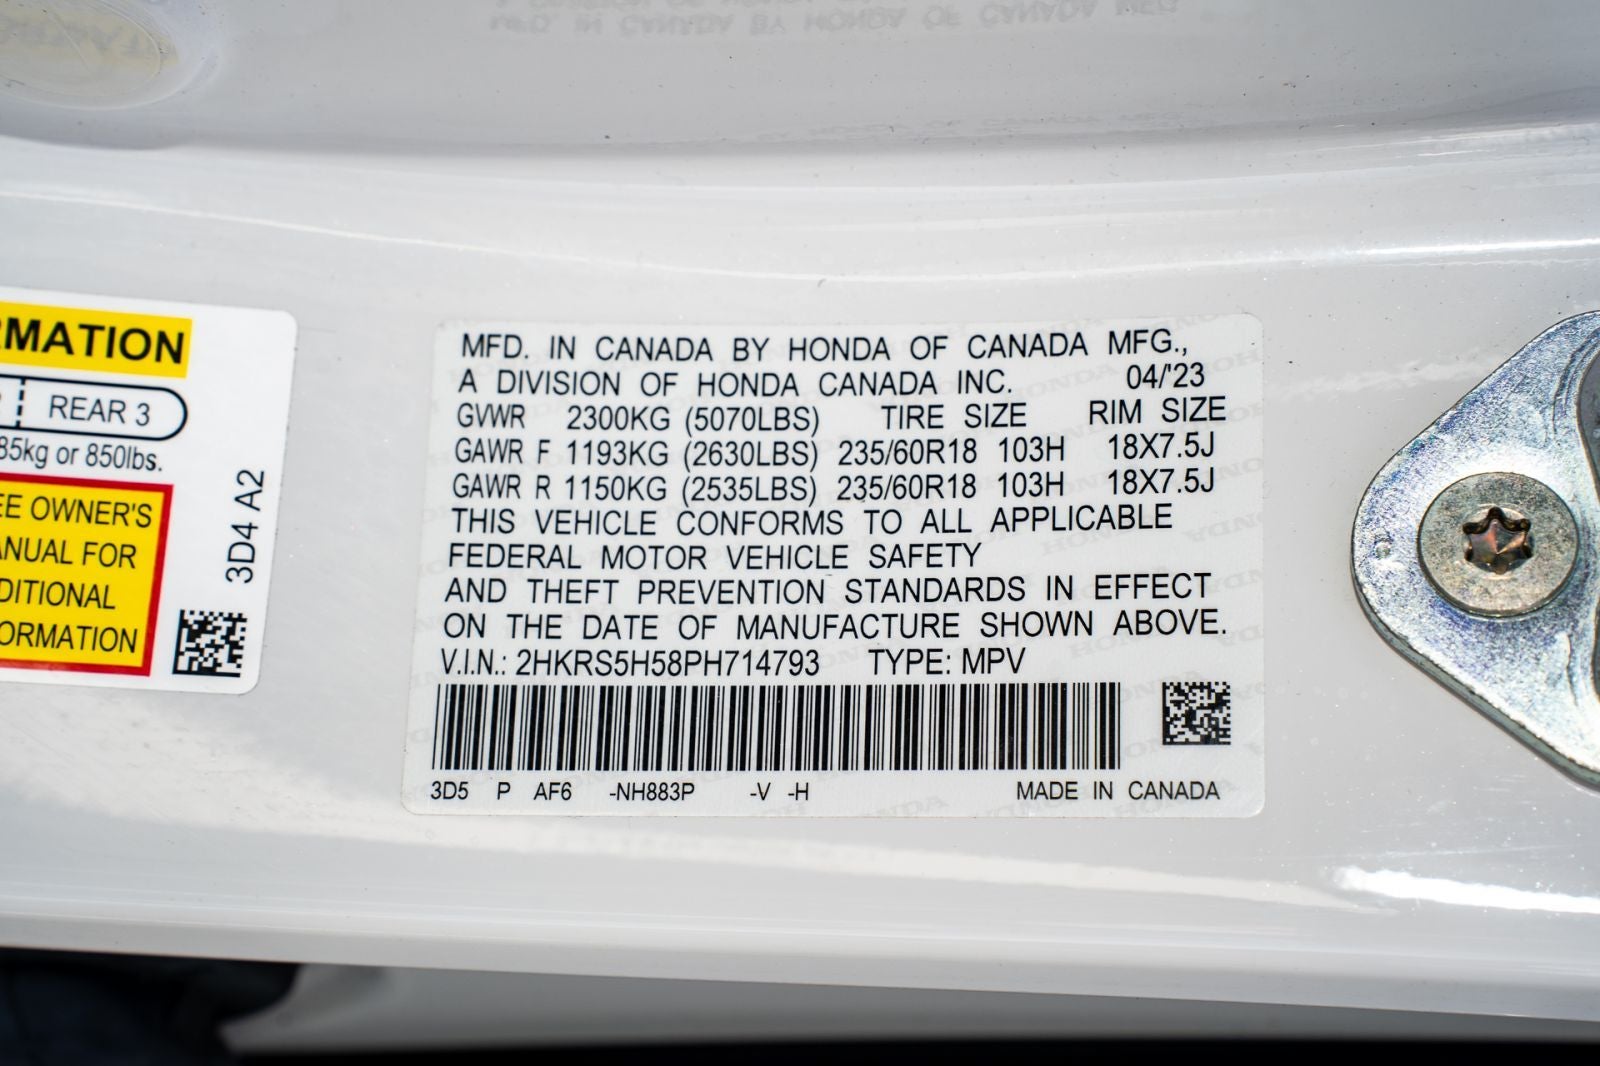 RMATION
REAR 3
85kg or 850lbs.
EE OWNER'S
ANUAL FOR
DITIONAL
ORMATION
3D4 A2
MFD. IN CANADA BY HONDA OF CANADA MFG.,
A DIVISION OF HONDA CANADA INC. 04/'23
GVWR 2300KG (5070LBS) TIRE SIZE RIM SIZE
GAWR F 1193KG (2630LBS) 235/60R18 103H 18X7.5J
GAWR R 1150KG (2535LBS) 235/60R18 103H 18X7.5J
THIS VEHICLE CONFORMS TO ALL APPLICABLE
FEDERAL MOTOR VEHICLE SAFETY
AND THEFT PREVENTION STANDARDS IN EFFECT
ON THE DATE OF MANUFACTURE SHOWN ABOVE.
V.I.N.: 2HKRS5H58PH714793 TYPE: MPV
3D5 P AF6 -NH883P -V -H MADE IN CANADA